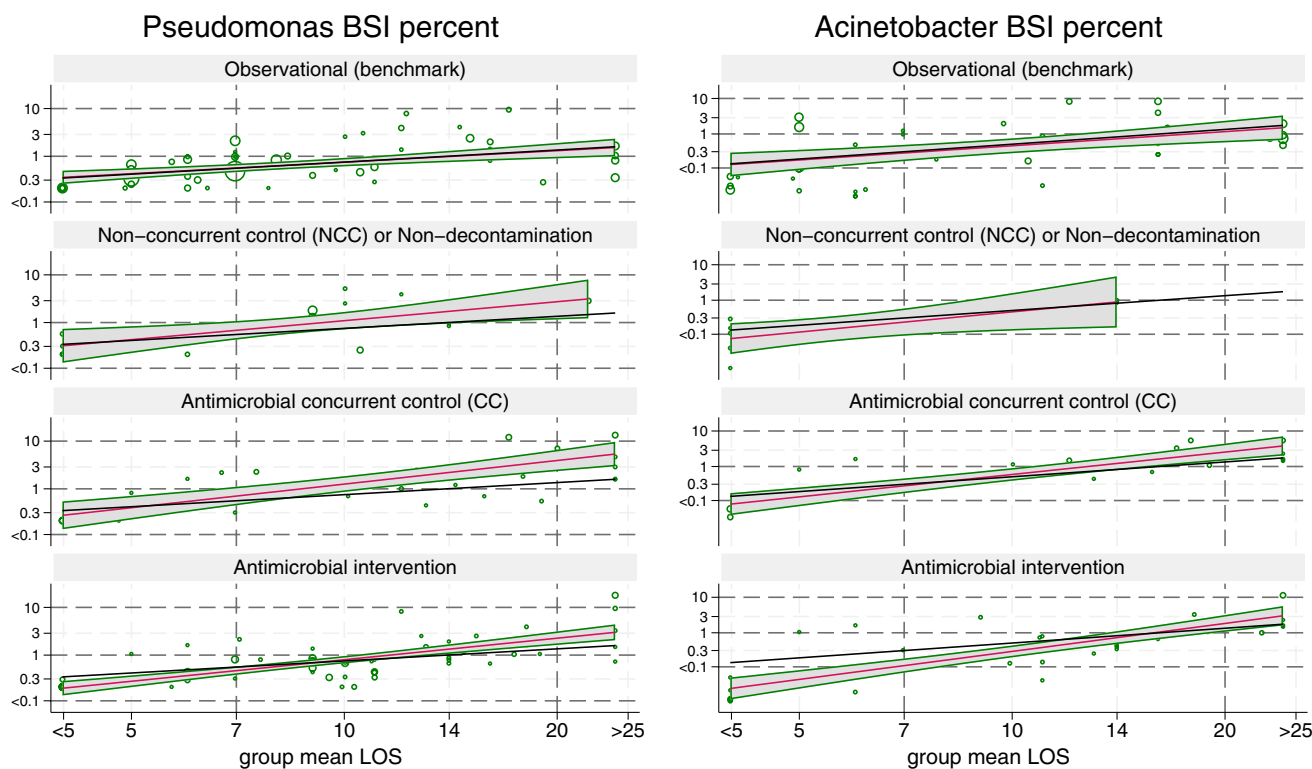 Pseudomonas BSI percent
Observational (benchmark)
10
3
1
0.3
<0.1
Non−concurrent control (NCC) or Non−decontamination
10
3
1
0.3
<0.1
Antimicrobial concurrent control (CC)
10
3
1
0.3
<0.1
Antimicrobial intervention
10
3
1
0.3
<0.1
<5 5 7 10 14 20 >25
group mean LOS
Acinetobacter BSI percent
Observational (benchmark)
10
3
1
0.3
<0.1
Non−concurrent control (NCC) or Non−decontamination
10
3
1
0.3
<0.1
Antimicrobial concurrent control (CC)
10
3
1
0.3
<0.1
Antimicrobial intervention
10
3
1
0.3
<0.1
<5 5 7 10 14 20 >25
group mean LOS